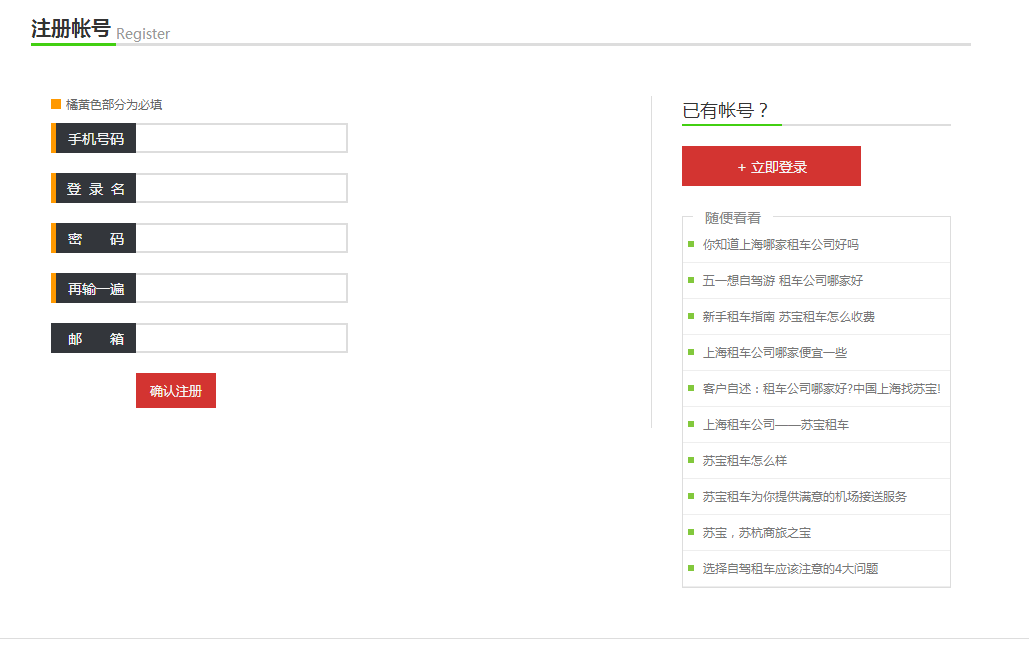 注册帐号 Register
橘黄色部分为必填
手机号码
登 录 名
密 码
再输一遍
邮 箱
确认注册
已有帐号？
+ 立即登录
随便看看
你知道上海哪家租车公司好吗
五一想自驾游 租车公司哪家好
新手租车指南 苏宝租车怎么收费
上海租车公司哪家便宜一些
客户自述：租车公司哪家好?中国上海找苏宝!
上海租车公司——苏宝租车
苏宝租车怎么样
苏宝租车为你提供满意的机场接送服务
苏宝，苏杭商旅之宝
选择自驾租车应该注意的4大问题